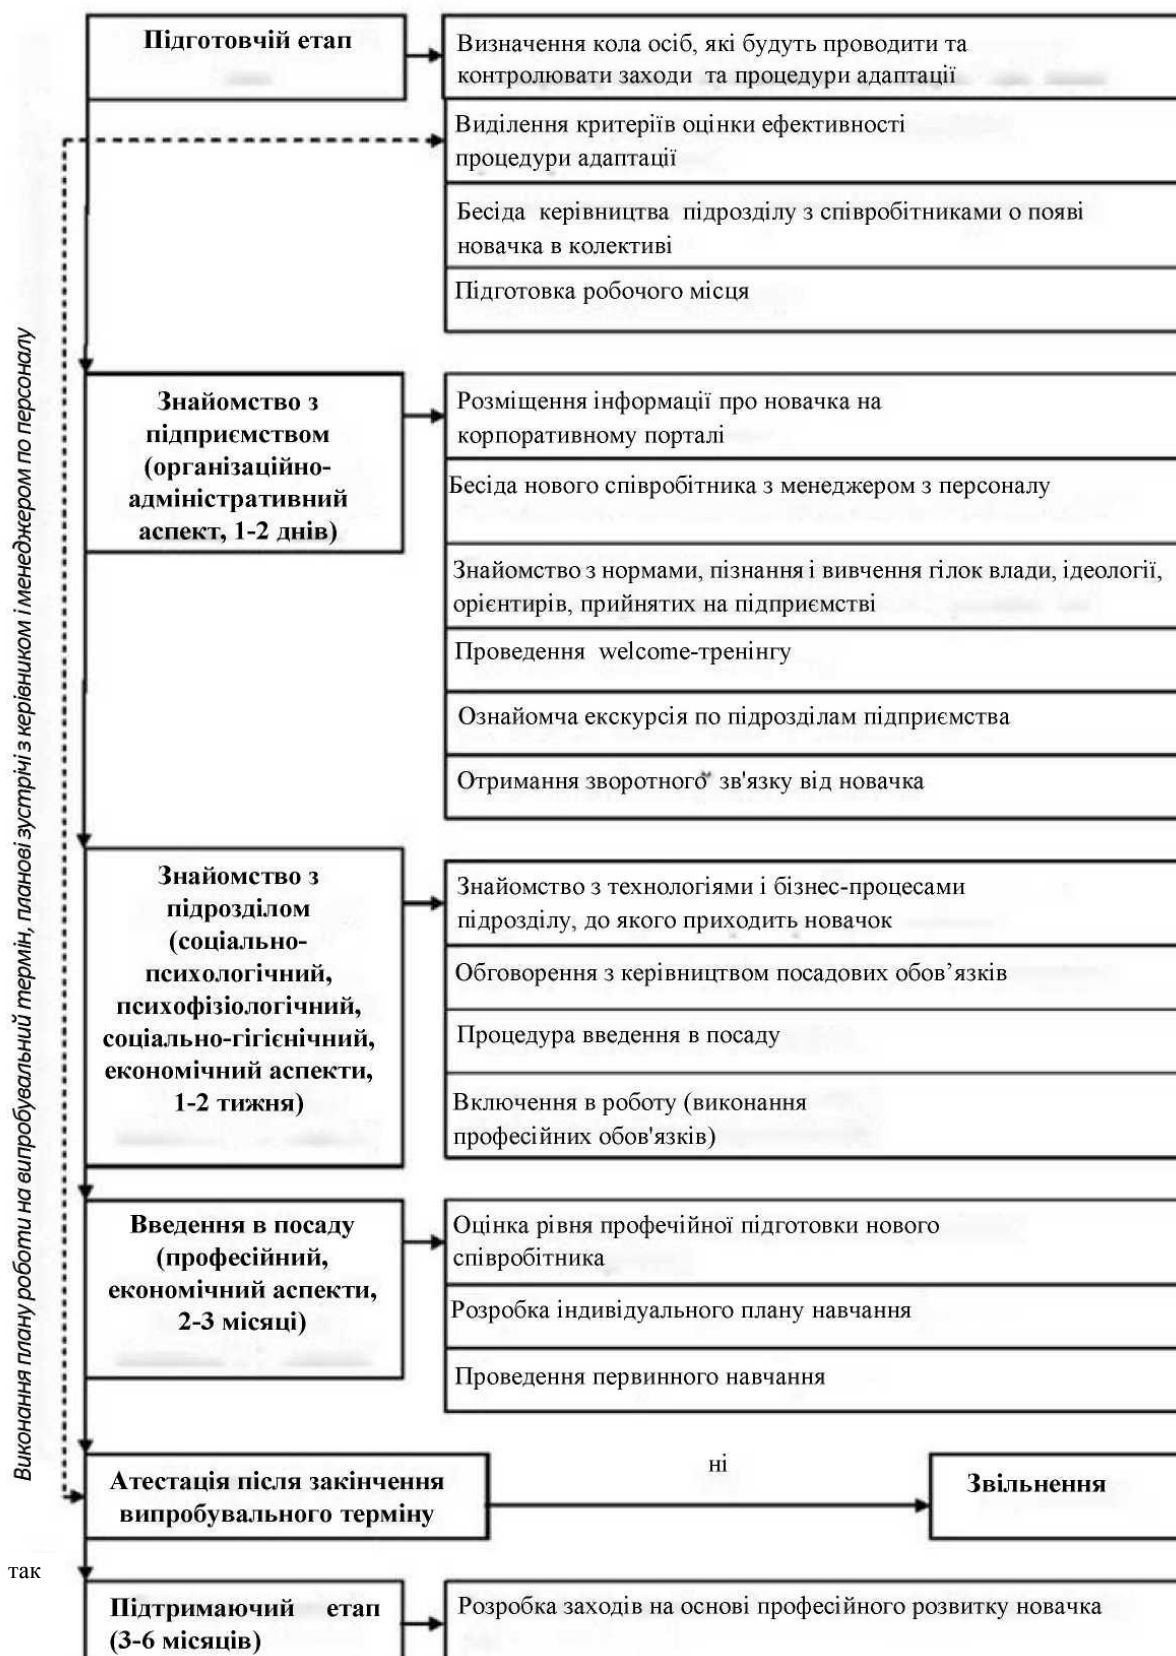 Підготовчій етап
Визначення кола осіб, які будуть проводити та
контролювати заходи та процедури адаптації
Виділення критеріїв оцінки ефективності
процедури адаптації
Бесіда керівництва підрозділу з співробітниками о появі
новачка в колективі
Підготовка робочого місця
Знайомство з
підприємством
(організаційно-
адміністративний
аспект, 1-2 днів)
Розміщення інформації про новачка на
корпоративному порталі
Бесіда нового співробітника з менеджером з персоналу
Знайомство з нормами, пізнання і вивчення гілок влади, ідеології,
орієнтирів, прийнятих на підприємстві
Проведення welcome-тренінгу
Ознайомча екскурсія по підрозділам підприємства
Отримання зворотного зв'язку від новачка
Знайомство з
підрозділом
(соціально-
психологічний,
психофізіологічний,
соціально-гігієнічний,
економічний аспекти,
1-2 тижня)
Знайомство з технологіями і бізнес-процесами
підрозділу, до якого приходить новачок
Обговорення з керівництвом посадових обов’язків
Процедура введення в посаду
Включення в роботу (виконання
професійних обов'язків)
Введення в посаду
(професійний,
економічний аспекти,
2-3 місяці)
Оцінка рівня профечійної підготовки нового
співробітника
Розробка індивідуального плану навчання
Проведення первинного навчання
Атестація після закінчення
випробувального терміну
ні
Звільнення
так
Підтримаючий етап
(3-6 місяців)
Розробка заходів на основі професійного розвитку новачка
Виконання плану роботи на випробувальний термін, планові зустрічі з керівником і менеджером по персоналу